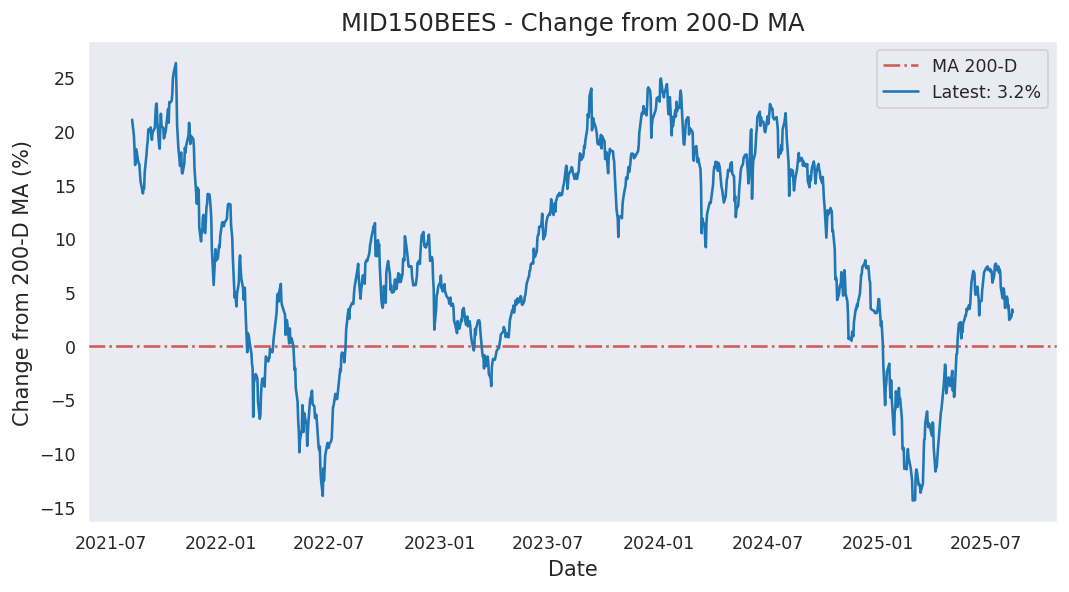 MID150BEES - Change from 200-D MA
MA 200-D
Latest: 3.2%
Change from 200-D MA (%)
25
20
15
10
5
0
−5
−10
−15
2021-07 2022-01 2022-07 2023-01 2023-07 2024-01 2024-07 2025-01 2025-07
Date